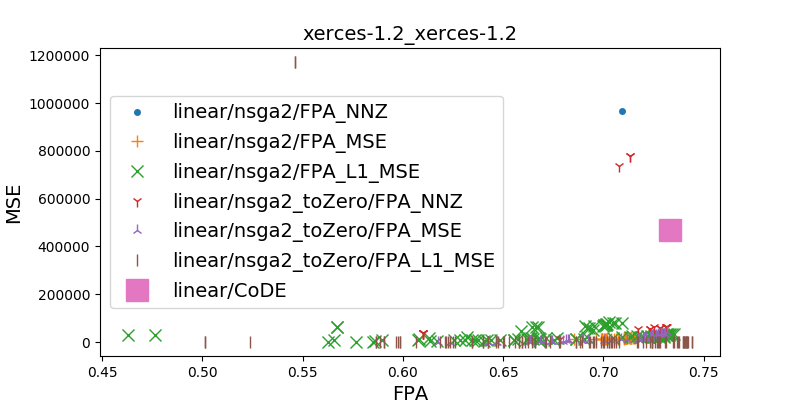 xerces-1.2_xerces-1.2
MSE
1200000
1000000
800000
600000
400000
200000
0
linear/nsga2/FPA_NNZ
linear/nsga2/FPA_MSE
linear/nsga2/FPA_L1_MSE
linear/nsga2_toZero/FPA_NNZ
linear/nsga2_toZero/FPA_MSE
linear/nsga2_toZero/FPA_L1_MSE
linear/CoDE
0.45 0.50 0.55 0.60 0.65 0.70 0.75
FPA